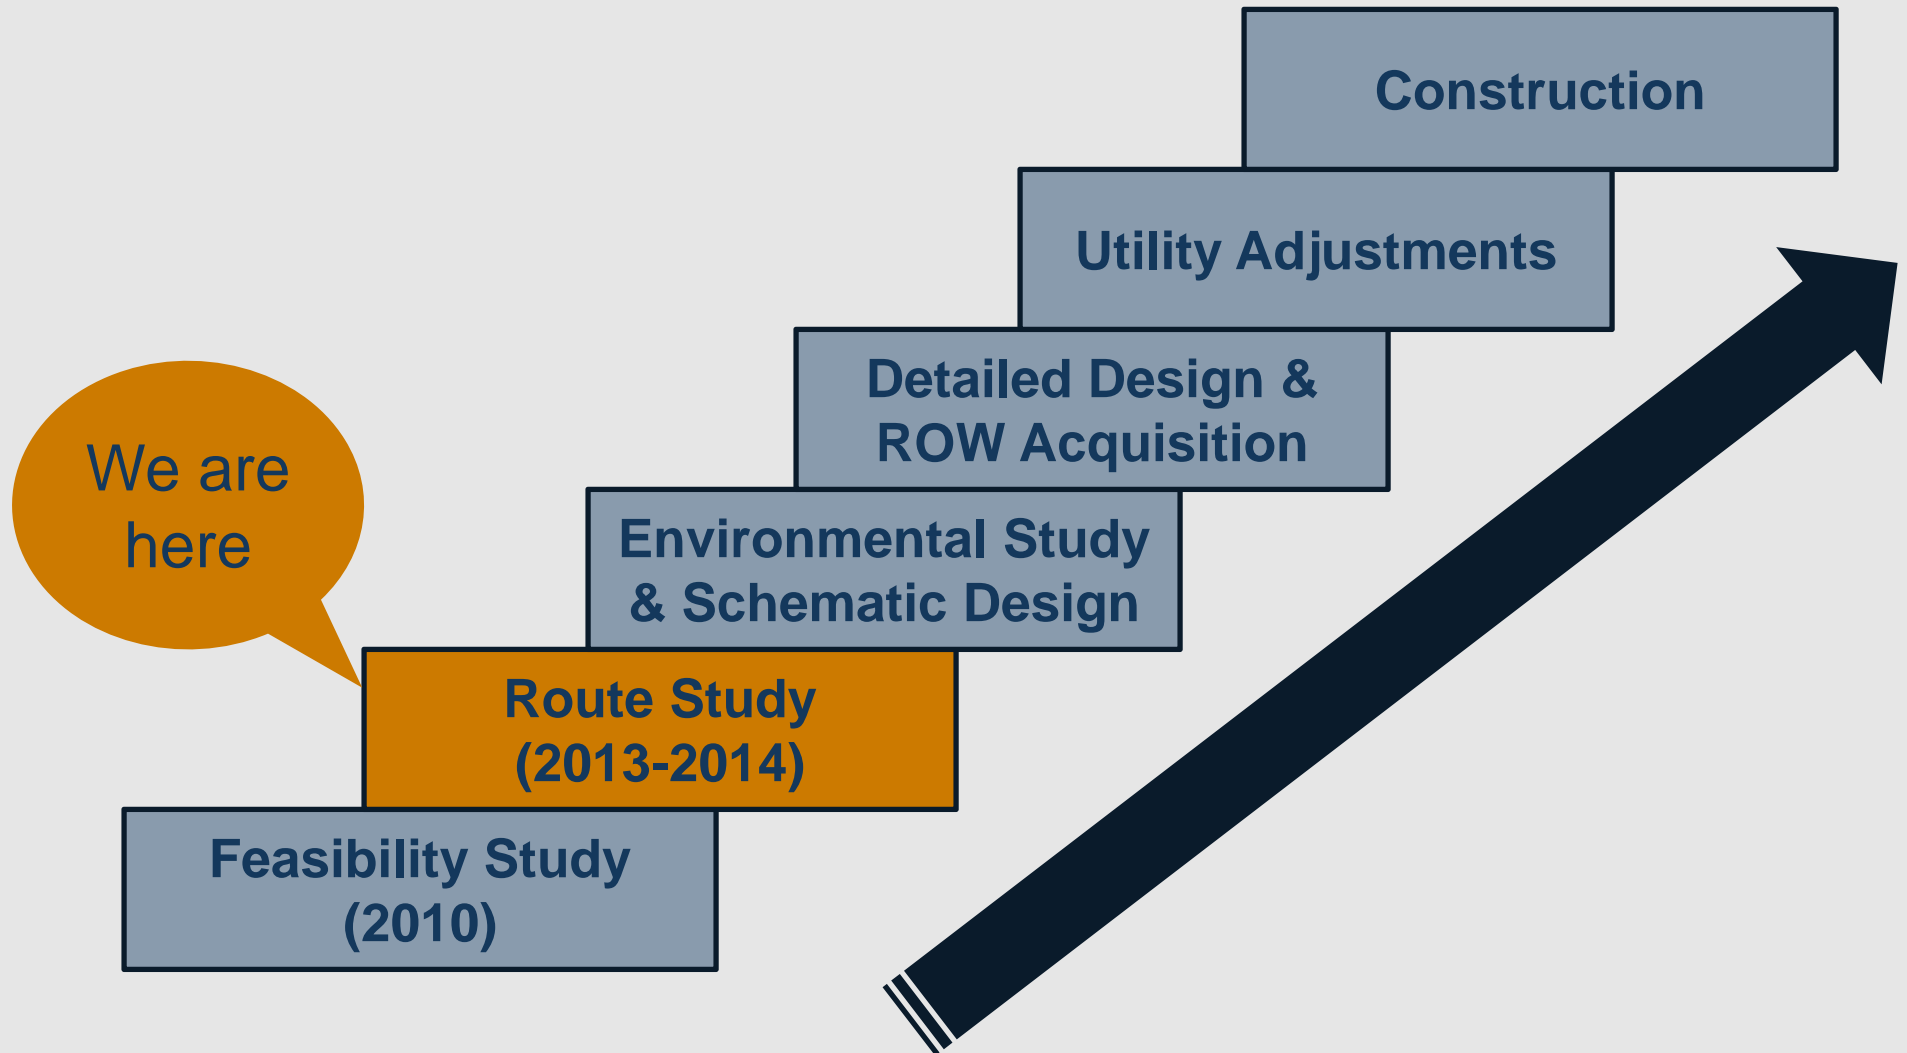 Construction
Utility Adjustments
Detailed Design &
ROW Acquisition
We are
here
Environmental Study
& Schematic Design
Route Study
(2013-2014)
Feasibility Study
(2010)